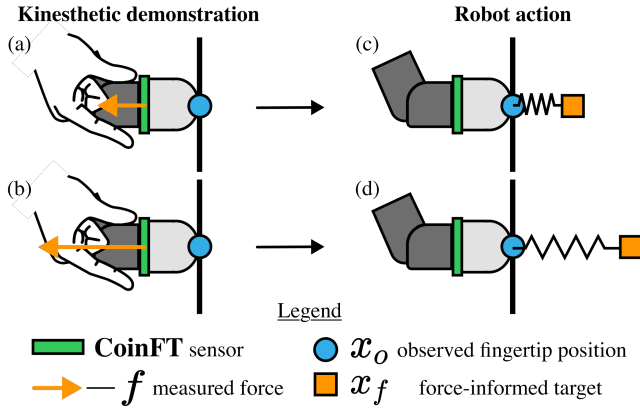 Kinesthetic demonstration
Robot action
(a)
(c)
(b)
(d)
Legend
CoinFT sensor
x_o observed fingertip position
— f measured force
x_f force-informed target